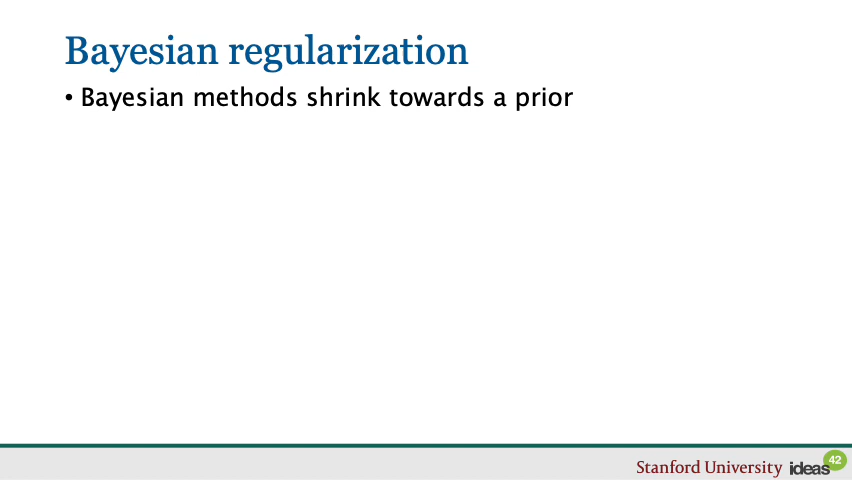 Bayesian regularization
• Bayesian methods shrink towards a prior
Stanford University ideas 42